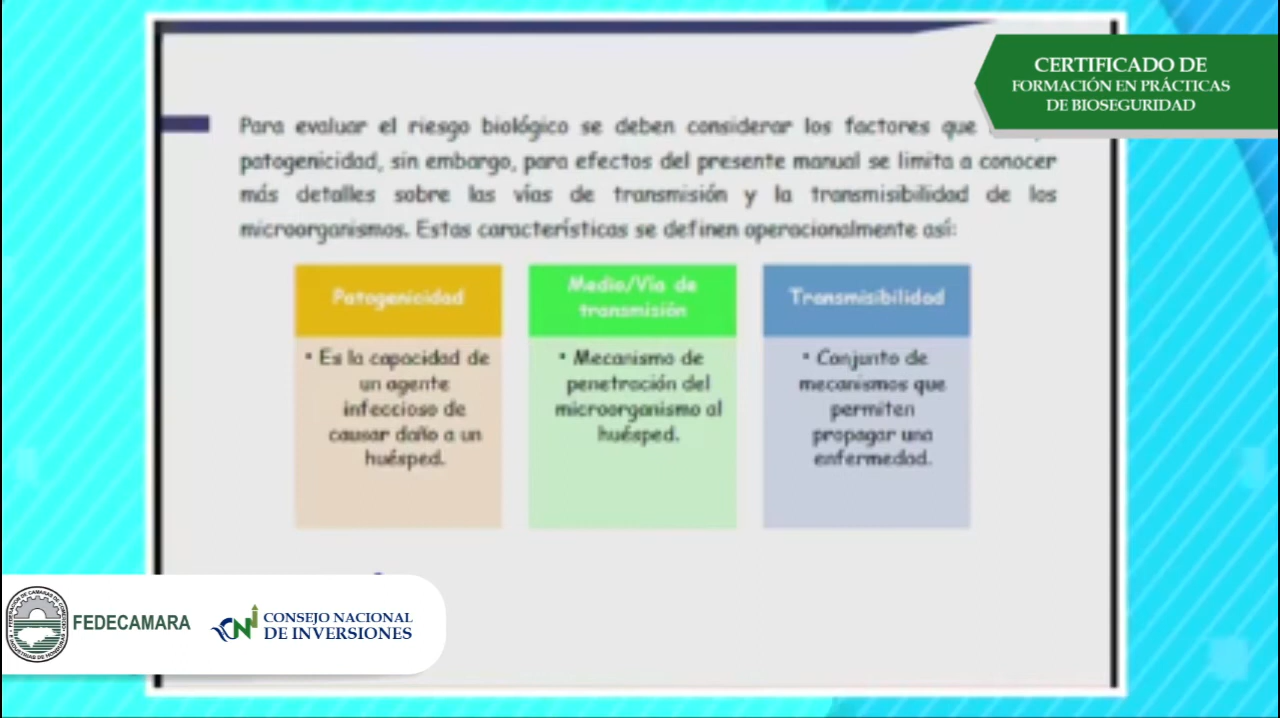 CERTIFICADO DE
FORMACIÓN EN PRÁCTICAS
DE BIOSEGURIDAD
Para evaluar el riesgo biológico se deben considerar los factores que
patogenicidad, sin embargo, para efectos del presente manual se limita a conocer
más detalles sobre las vías de transmisión y la transmisibilidad de los
microorganismos. Estas características se definen operacionalmente así:
Patogenicidad
• Es la capacidad de
un agente
infeccioso de
causar daño a un
huésped.
Medio/Vía de
transmisión
• Mecanismo de
penetración del
microorganismo al
huésped.
Transmisibilidad
• Conjunto de
mecanismos que
permiten
propagar una
enfermedad.
FEDECAMARA
CNI
CONSEJO NACIONAL
DE INVERSIONES